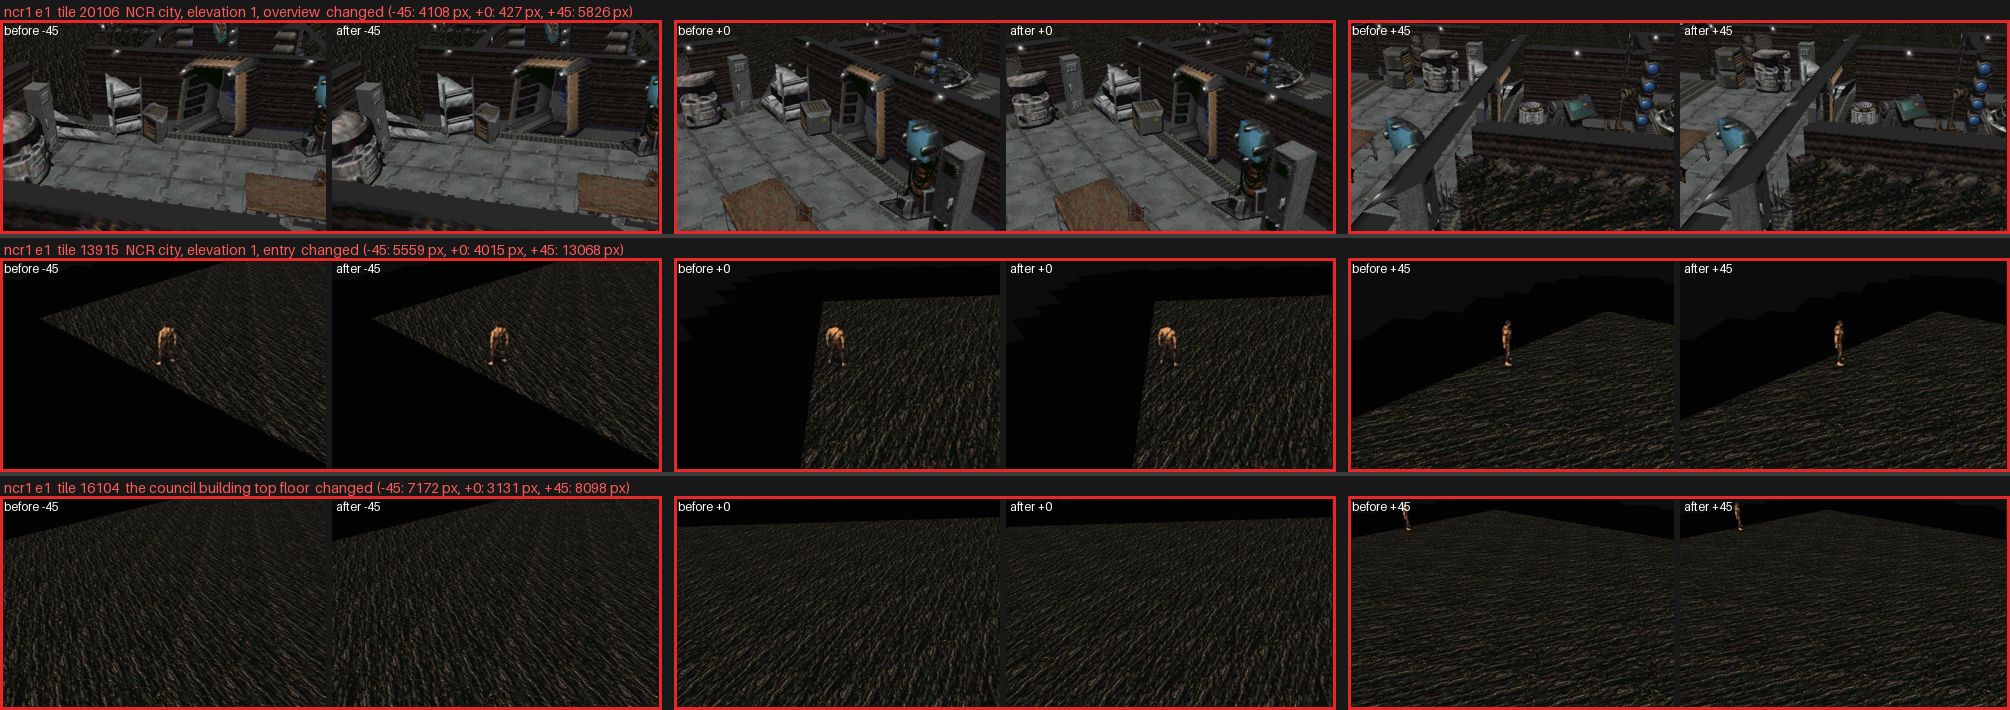 ncr1 e1 tile 20106 NCR city, elevation 1, overview changed (-45: 4108 px, +0: 427 px, +45: 5826 px)
before -45 after -45 before +0 after +0 before +45 after +45
ncr1 e1 tile 13915 NCR city, elevation 1, entry changed (-45: 5559 px, +0: 4015 px, +45: 13068 px)
before -45 after -45 before +0 after +0 before +45 after +45
ncr1 e1 tile 16104 the council building top floor changed (-45: 7172 px, +0: 3131 px, +45: 8098 px)
before -45 after -45 before +0 after +0 before +45 after +45